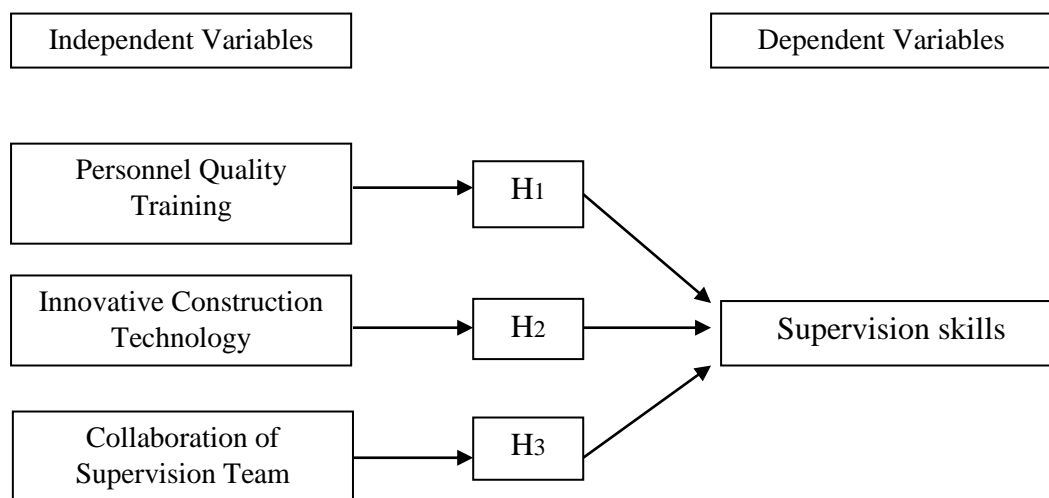 Independent Variables
Dependent Variables
Personnel Quality
Training
H1
Innovative Construction
Technology
H2
Supervision skills
Collaboration of
Supervision Team
H3